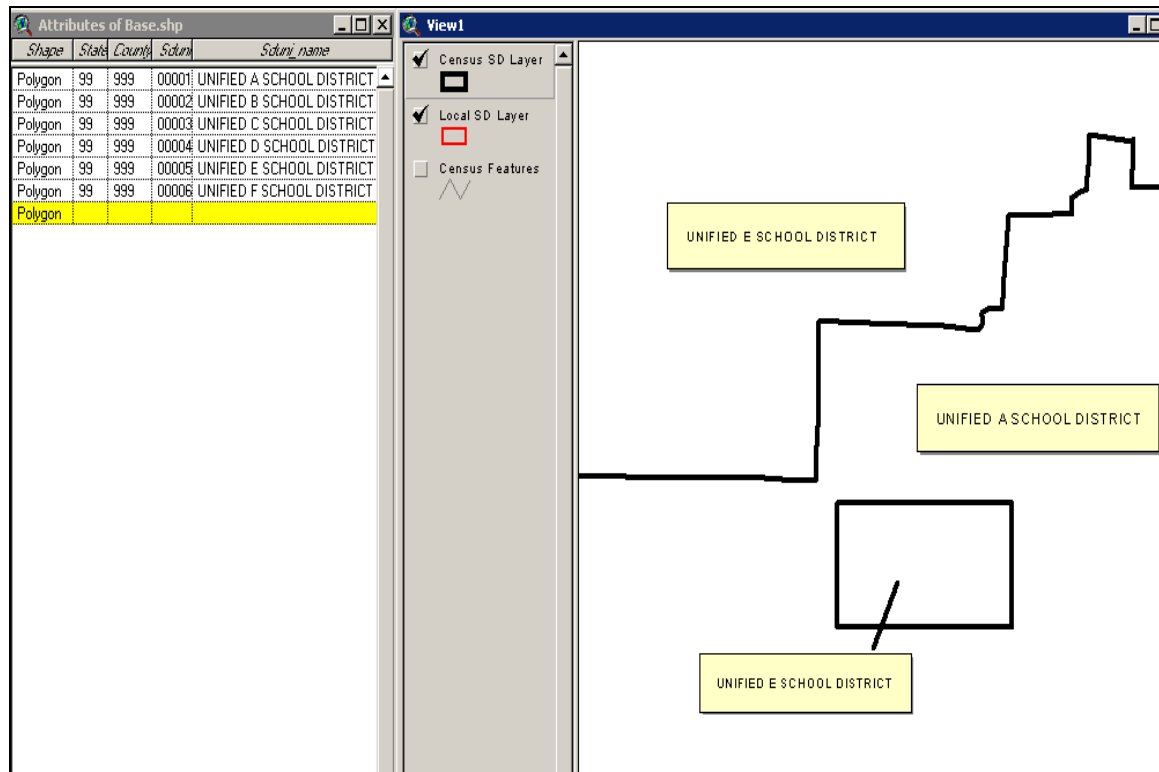 Attributes of Base.shp
Shape State County Sduni Sduni_name
Polygon 99 999 00001 UNIFIED A SCHOOL DISTRICT
Polygon 99 999 00002 UNIFIED B SCHOOL DISTRICT
Polygon 99 999 00003 UNIFIED C SCHOOL DISTRICT
Polygon 99 999 00004 UNIFIED D SCHOOL DISTRICT
Polygon 99 999 00005 UNIFIED E SCHOOL DISTRICT
Polygon 99 999 00006 UNIFIED F SCHOOL DISTRICT
Polygon
View1
Census SD Layer
Local SD Layer
Census Features
UNIFIED E SCHOOL DISTRICT
UNIFIED A SCHOOL DISTRICT
UNIFIED E SCHOOL DISTRICT